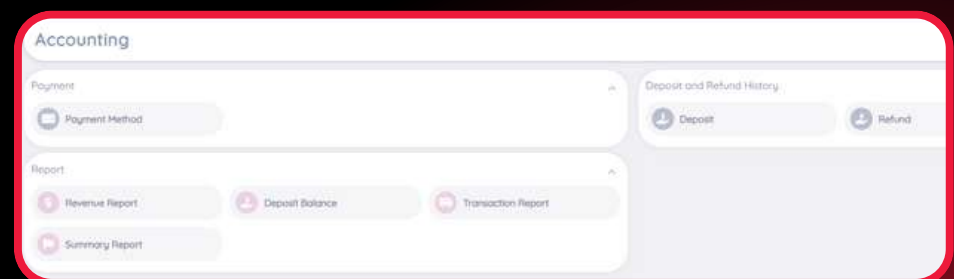 Accounting
Payment
Payment Method
Deposit and Refund History
Deposit
Refund
Report
Revenue Report
Deposit Balance
Transaction Report
Summary Report